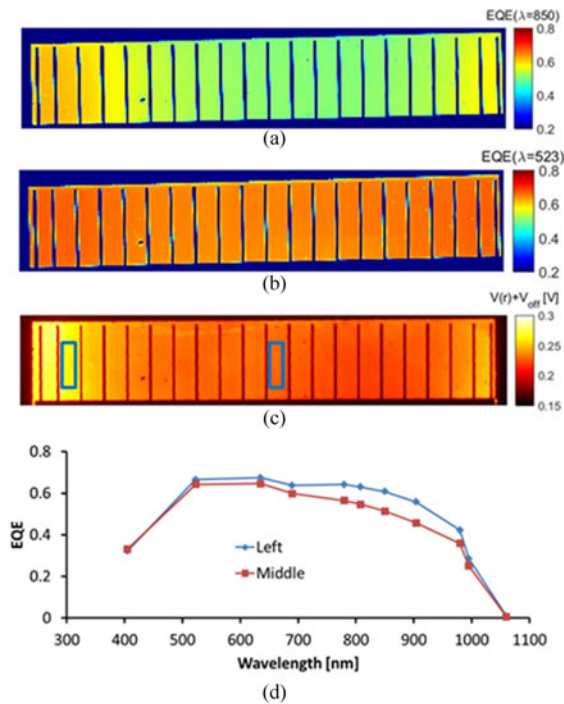 EQE(λ=850)
0.8
0.6
0.4
0.2
(a)
EQE(λ=523)
0.8
0.6
0.4
0.2
(b)
V(r)+Voff [V]
0.3
0.25
0.2
0.15
(c)
0.8
0.6
0.4
0.2
0
EQE
Left
Middle
300 400 500 600 700 800 900 1000 1100
Wavelength [nm]
(d)